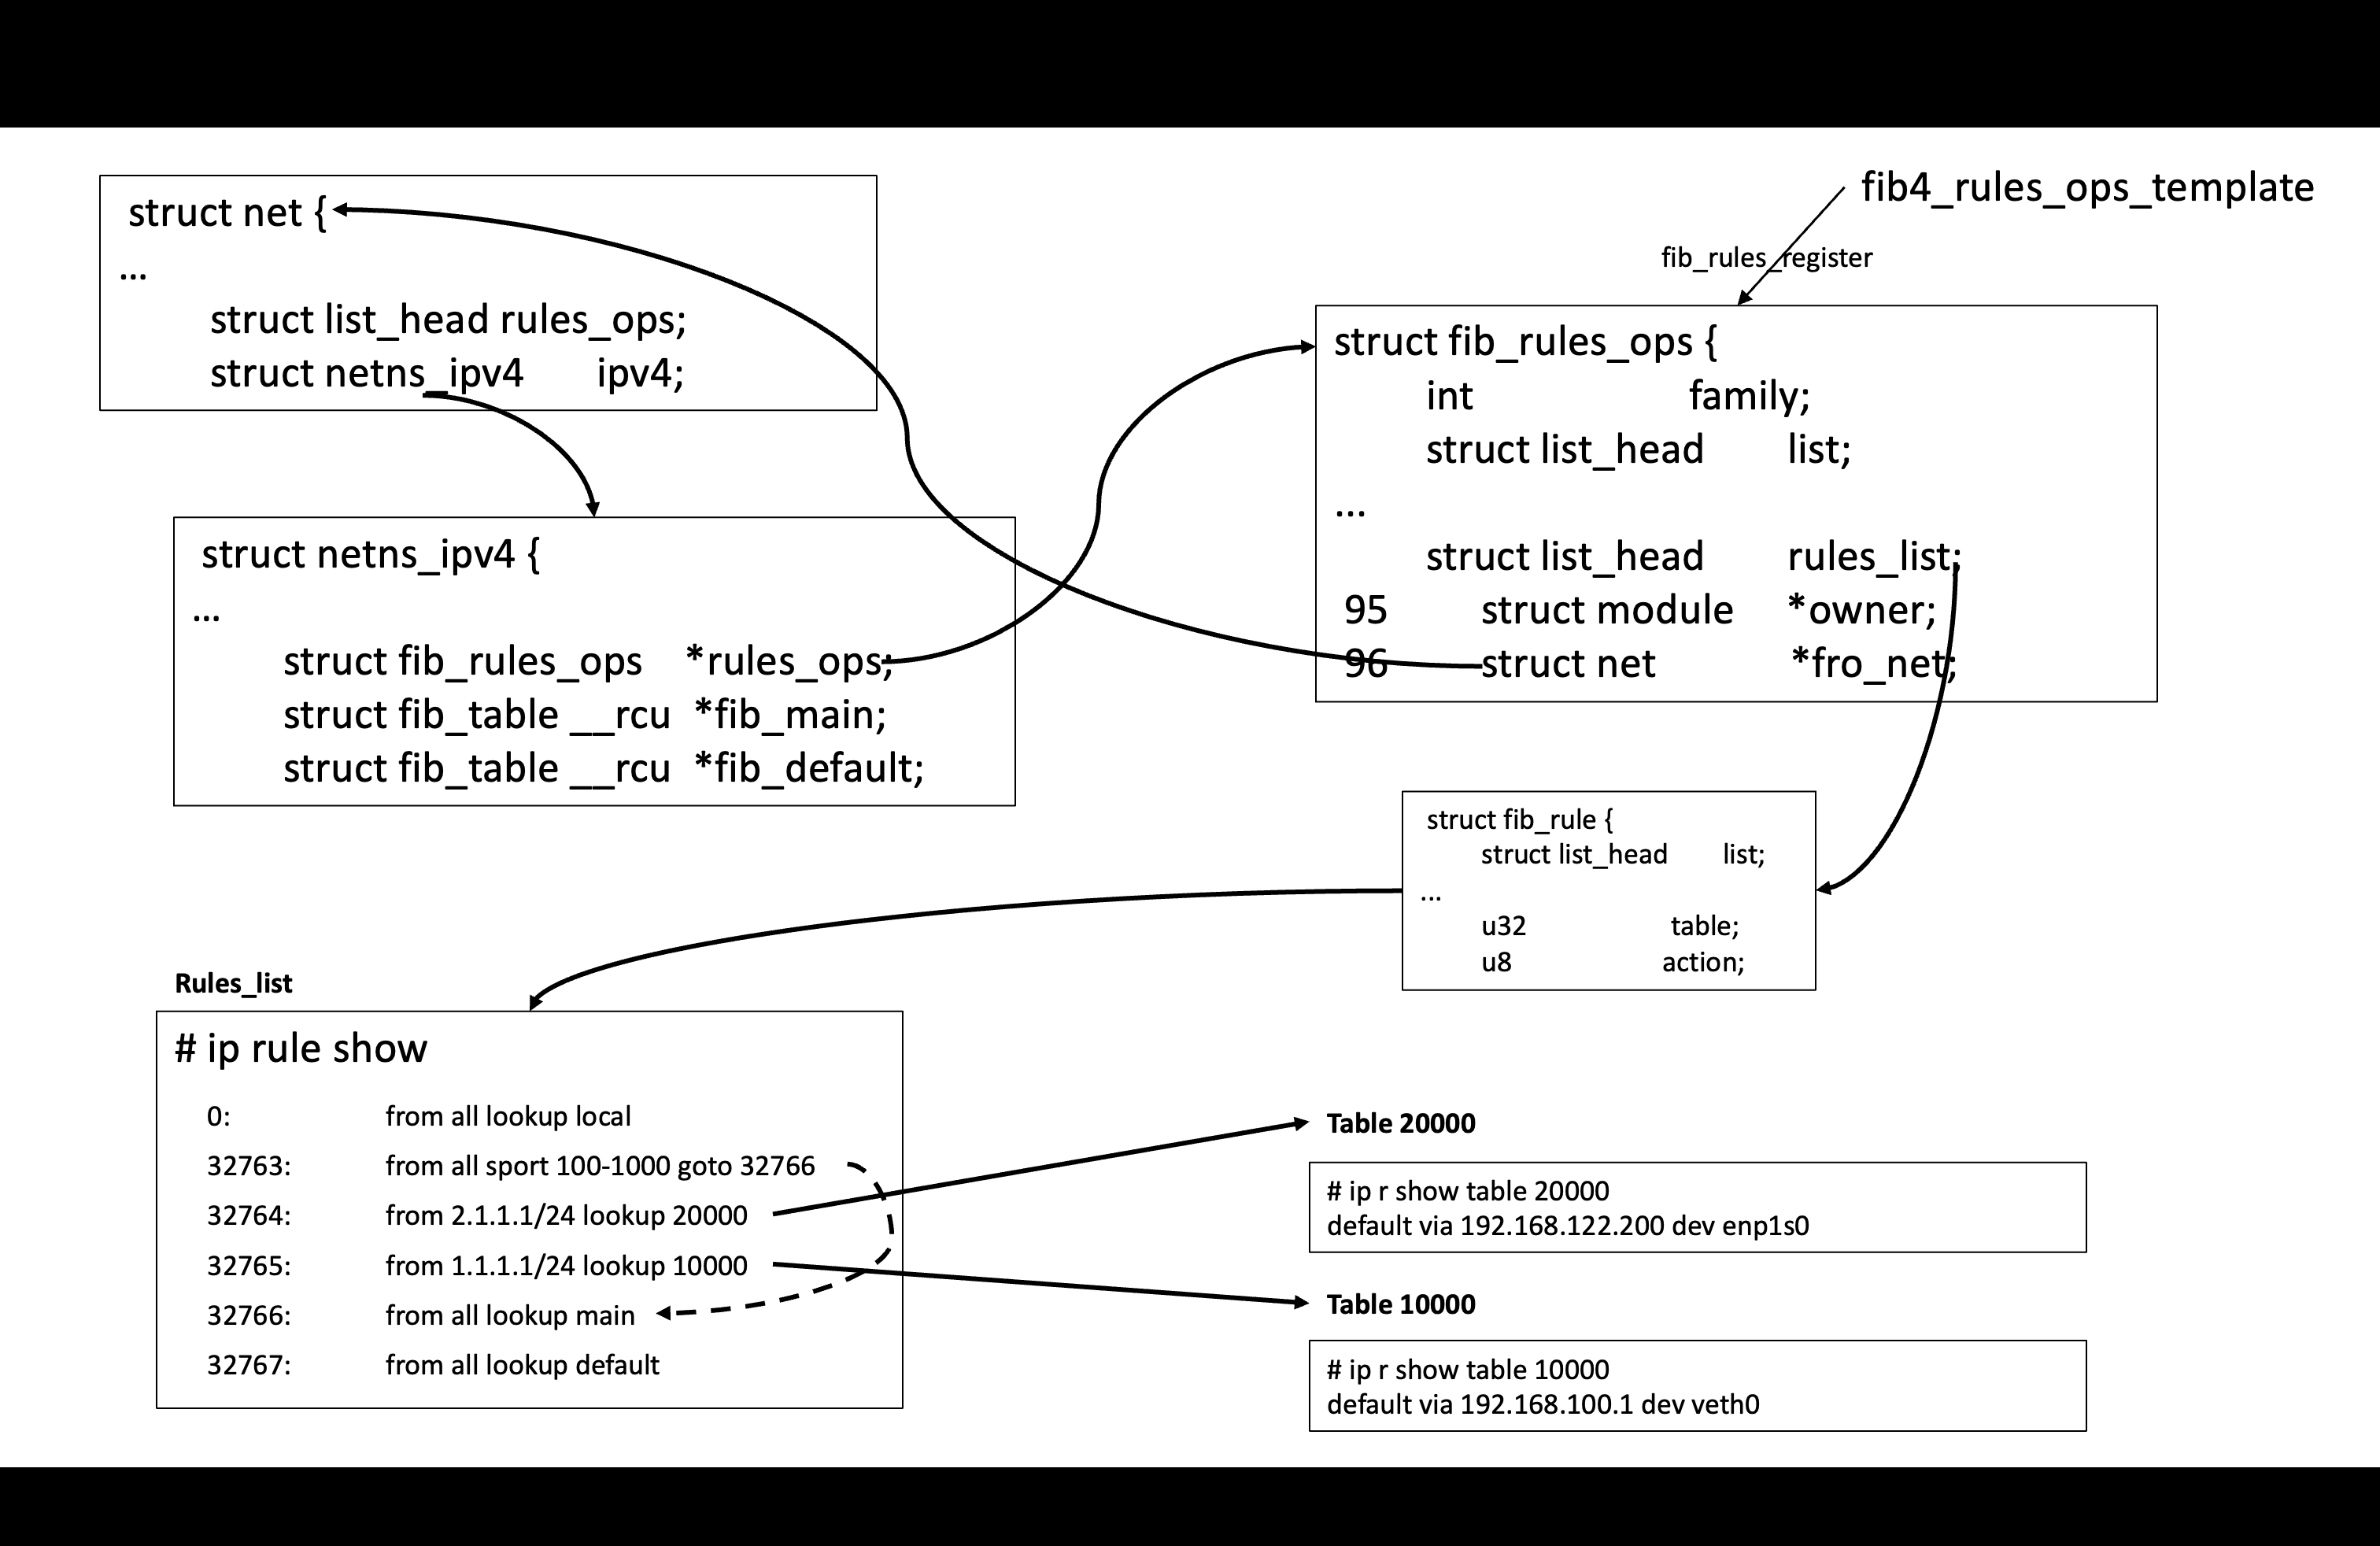 struct net {
...
struct list_head rules_ops;
struct netns_ipv4 ipv4;
struct netns_ipv4 {
...
struct fib_rules_ops *rules_ops;
struct fib_table __rcu *fib_main;
struct fib_table __rcu *fib_default;
fib4_rules_ops_template
fib_rules_register
struct fib_rules_ops {
int family;
struct list_head list;
...
struct list_head rules_list;
95 struct module *owner;
96 struct net *fro_net;
struct fib_rule {
struct list_head list;
...
u32 table;
u8 action;
Rules_list
# ip rule show
0: from all lookup local
32763: from all sport 100-1000 goto 32766
32764: from 2.1.1.1/24 lookup 20000
32765: from 1.1.1.1/24 lookup 10000
32766: from all lookup main
32767: from all lookup default
Table 20000
# ip r show table 20000
default via 192.168.122.200 dev enp1s0
Table 10000
# ip r show table 10000
default via 192.168.100.1 dev veth0